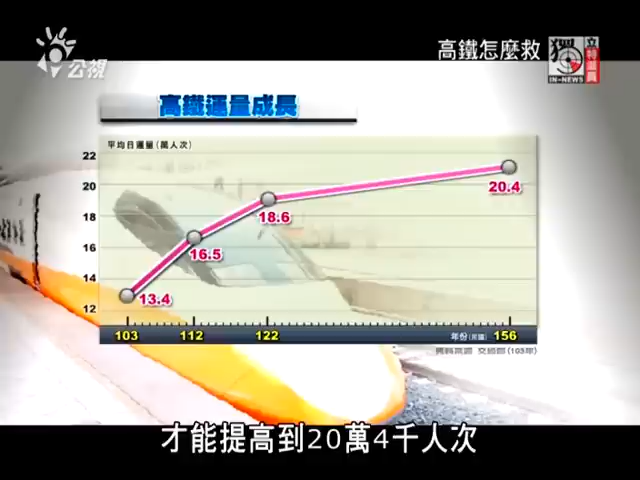 公視
高鐵怎麼救
獨立特派員
IN-NEWS
高鐵運量成長
平均日運量(萬人次)
22
20
18
16
14
12
13.4
16.5
18.6
20.4
103
112
122
年份(民國)
156
資料來源 交通部(103年)
才能提高到20萬4千人次